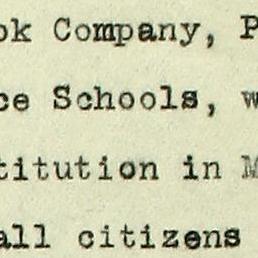 ok Company, P
ce Schools, w
titution in M
all citizens